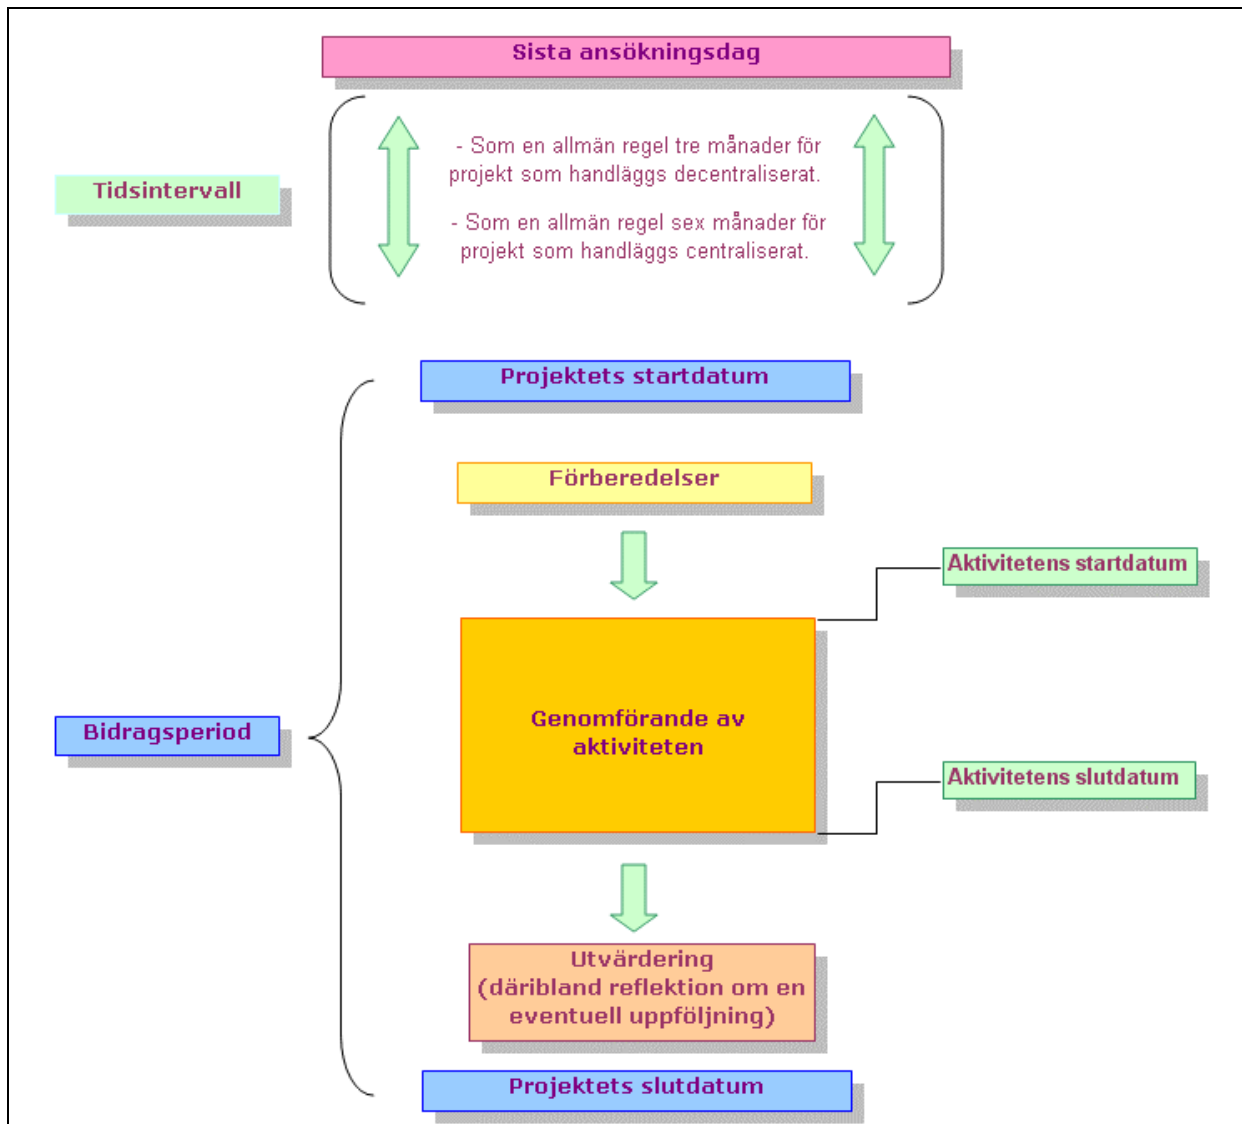 Sista ansökningsdag
- Som en allmän regel tre månader för
projekt som handläggs decentraliserat.
Tidsintervall
- Som en allmän regel sex månader för
projekt som handläggs centraliserat.
Projektets startdatum
Förberedelser
Aktivitetens startdatum
Genomförande av
aktiviteten
Bidragsperiod
Aktivitetens slutdatum
Utvärdering
(däribland reflektion om en
eventuell uppföljning)
Projektets slutdatum